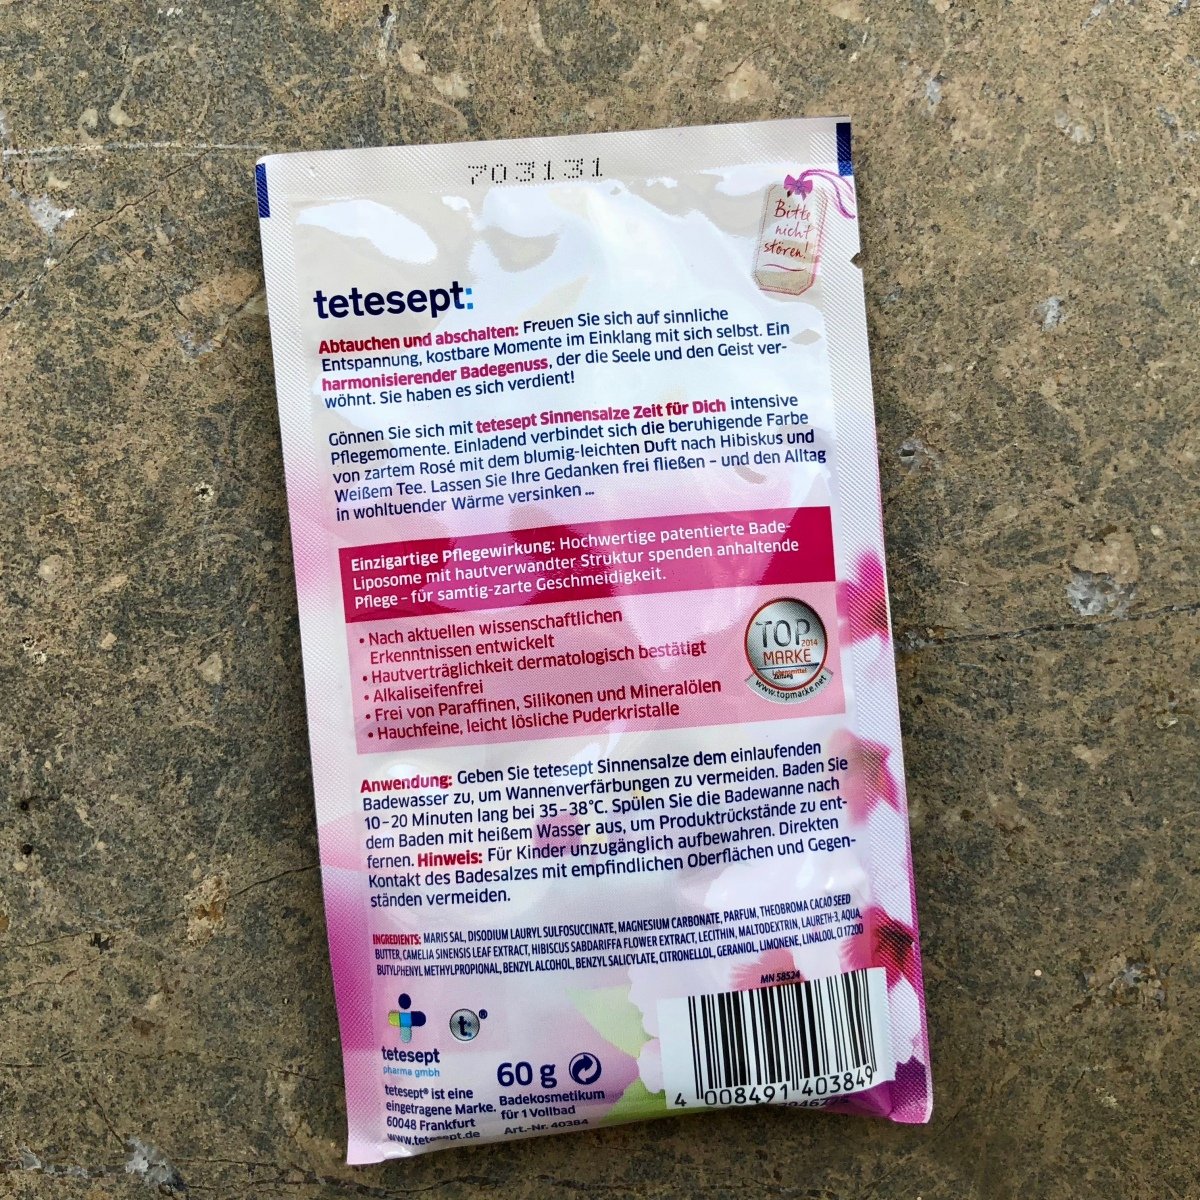 703131
Bitte
nicht
stören!
tetesept:
Abtauchen und abschalten: Freuen Sie sich auf sinnliche
Entspannung, kostbare Momente im Einklang mit sich selbst. Ein
harmonisierender Badegenuss, der die Seele und den Geist ver-
wöhnt. Sie haben es sich verdient!
Gönnen Sie sich mit tetesept Sinnensalze Zeit für Dich intensive
Pflegemomente. Einladend verbindet sich die beruhigende Farbe
von zartem Rosé mit dem blumig-leichten Duft nach Hibiskus und
Weißem Tee. Lassen Sie Ihre Gedanken frei fließen – und den Alltag
in wohltuender Wärme versinken ...
Einzigartige Pflegewirkung: Hochwertige patentierte Bade-
Liposome mit hautverwandter Struktur spenden anhaltende
Pflege – für samtig-zarte Geschmeidigkeit.
• Nach aktuellen wissenschaftlichen
Erkenntnissen entwickelt
• Hautverträglichkeit dermatologisch bestätigt
• Alkaliseifenfrei
• Frei von Paraffinen, Silikonen und Mineralölen
• Hauchfeine, leicht lösliche Puderkristalle
TOP
2014
MARKE
Lebensmittel
Zeitung
www.topmarke.net
Anwendung: Geben Sie tetesept Sinnensalze dem einlaufenden
Badewasser zu, um Wannenverfärbungen zu vermeiden. Baden Sie
10–20 Minuten lang bei 35–38°C. Spülen Sie die Badewanne nach
dem Baden mit heißem Wasser aus, um Produktrückstände zu ent-
fernen. Hinweis: Für Kinder unzugänglich aufbewahren. Direkten
Kontakt des Badesalzes mit empfindlichen Oberflächen und Gegen-
ständen vermeiden.
INGREDIENTS: MARIS SAL, DISODIUM LAURYL SULFOSUCCINATE, MAGNESIUM CARBONATE, PARFUM, THEOBROMA CACAO SEED
BUTTER, CAMELIA SINENSIS LEAF EXTRACT, HIBISCUS SABDARIFFA FLOWER EXTRACT, LECITHIN, MALTODEXTRIN, LAURETH-3, AQUA,
BUTYLPHENYL METHYLPROPIONAL, BENZYL ALCOHOL, BENZYL SALICYLATE, CITRONELLOL, GERANIOL, LIMONENE, LINALOOL CI 17200
MN 58524
t ®
tetesept
pharma gmbh
tetesept® ist eine
eingetragene Marke.
60048 Frankfurt
www.tetesept.de
60 g
Badekosmetikum
für 1 Vollbad
Art.-Nr. 40384
4 008491 403849